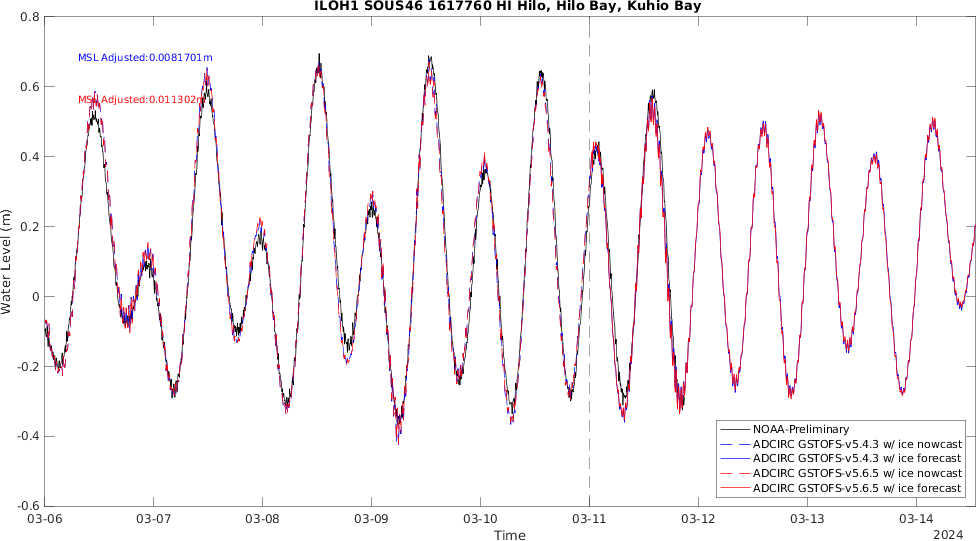 ILOH1 SOUS46 1617760 HI Hilo, Hilo Bay, Kuhio Bay
0.8
MSL Adjusted:0.0081701m
0.6
MSL Adjusted:0.011302m
0.4
0.2
0
-0.2
-0.4
-0.6
Water Level (m)
NOAA-Preliminary
ADCIRC GSTOFS-v5.4.3 w/ ice nowcast
ADCIRC GSTOFS-v5.4.3 w/ ice forecast
ADCIRC GSTOFS-v5.6.5 w/ ice nowcast
ADCIRC GSTOFS-v5.6.5 w/ ice forecast
03-06 03-07 03-08 03-09 03-10 03-11 03-12 03-13 03-14
Time
2024